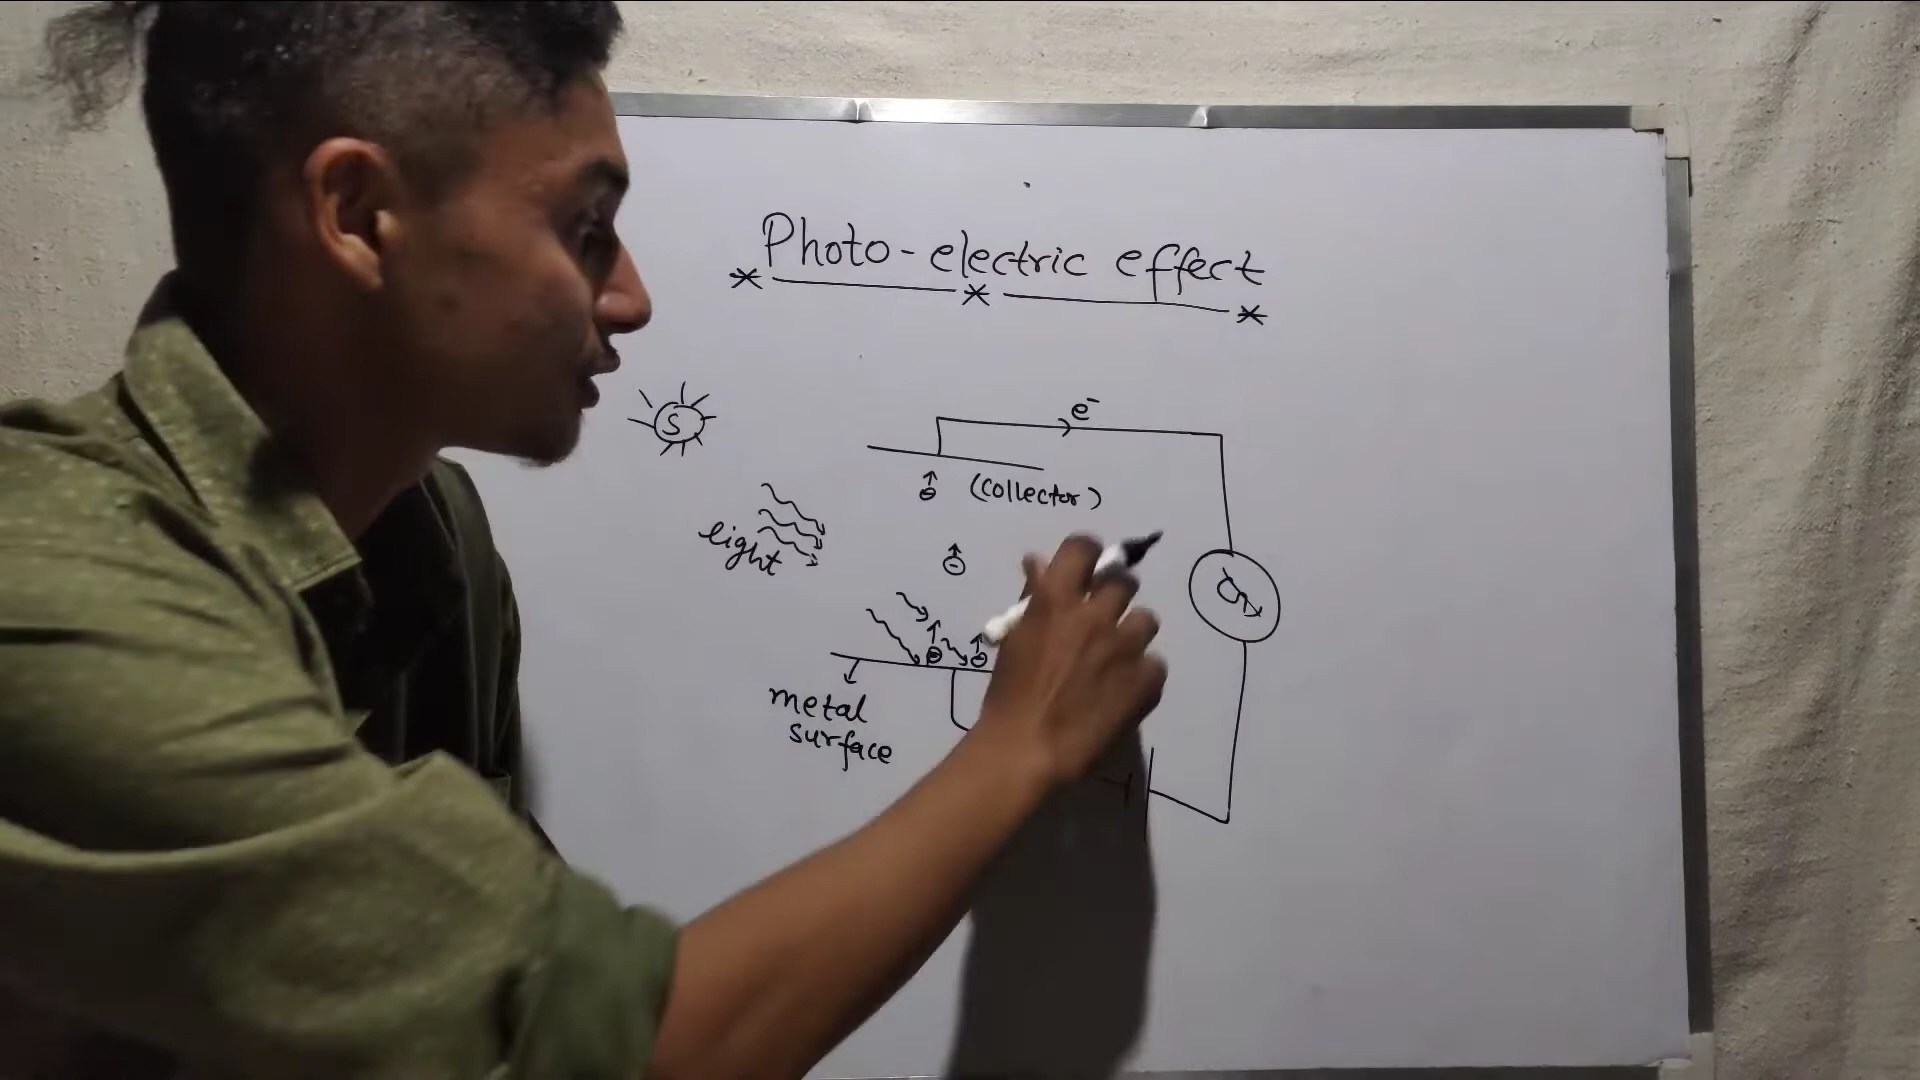 Photo-electric effect
S
e⁻
(collector)
light
G
metal
surface